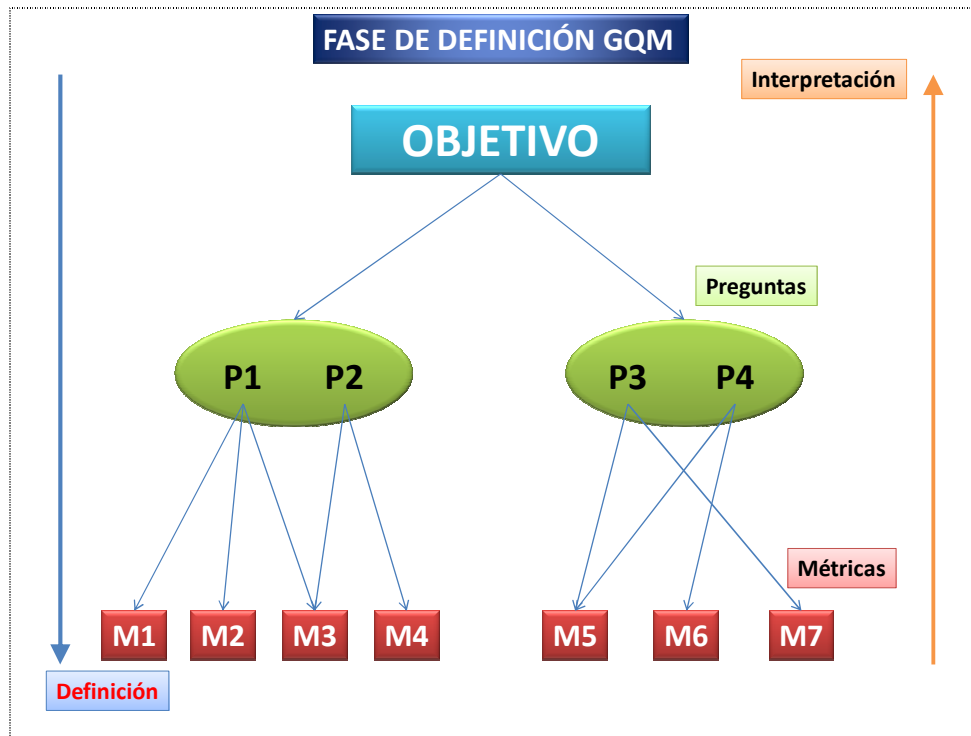 FASE DE DEFINICIÓN GQM
Interpretación
OBJETIVO
Preguntas
P1 P2 P3 P4
Métricas
M1 M2 M3 M4 M5 M6 M7
Definición